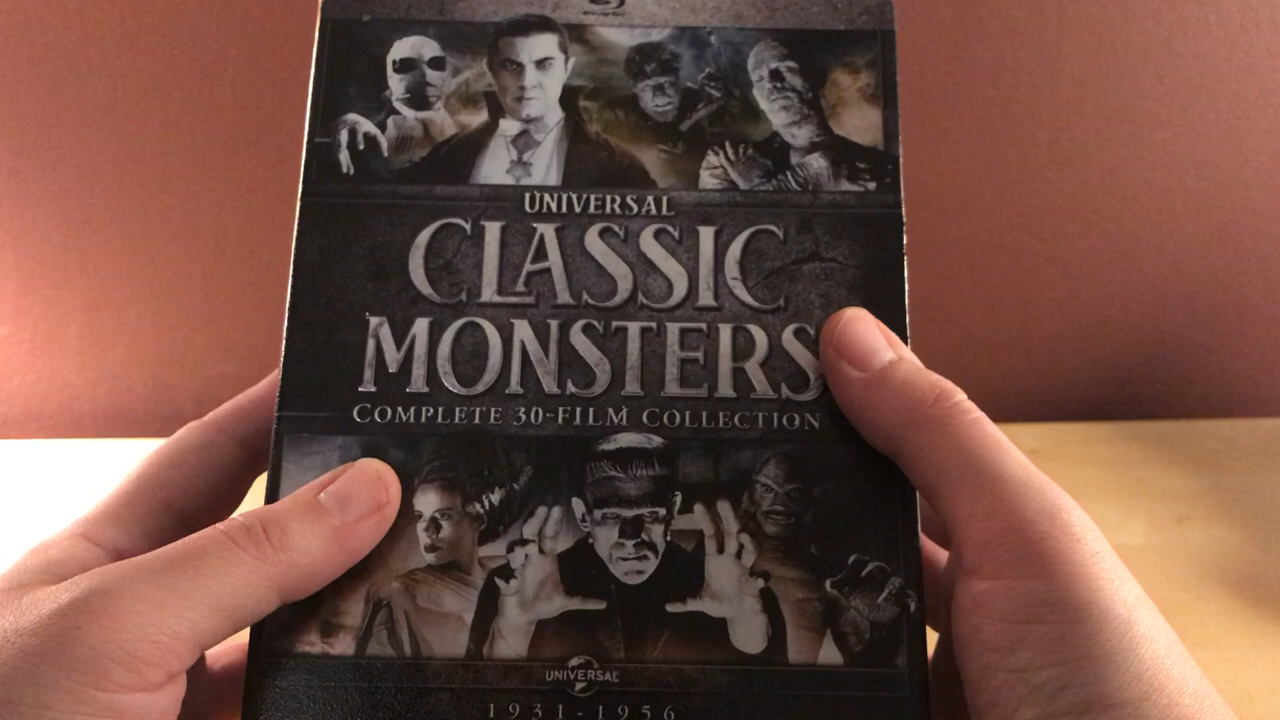 UNIVERSAL
CLASSIC
MONSTERS
COMPLETE 30-FILM COLLECTION
UNIVERSAL
1931-1956